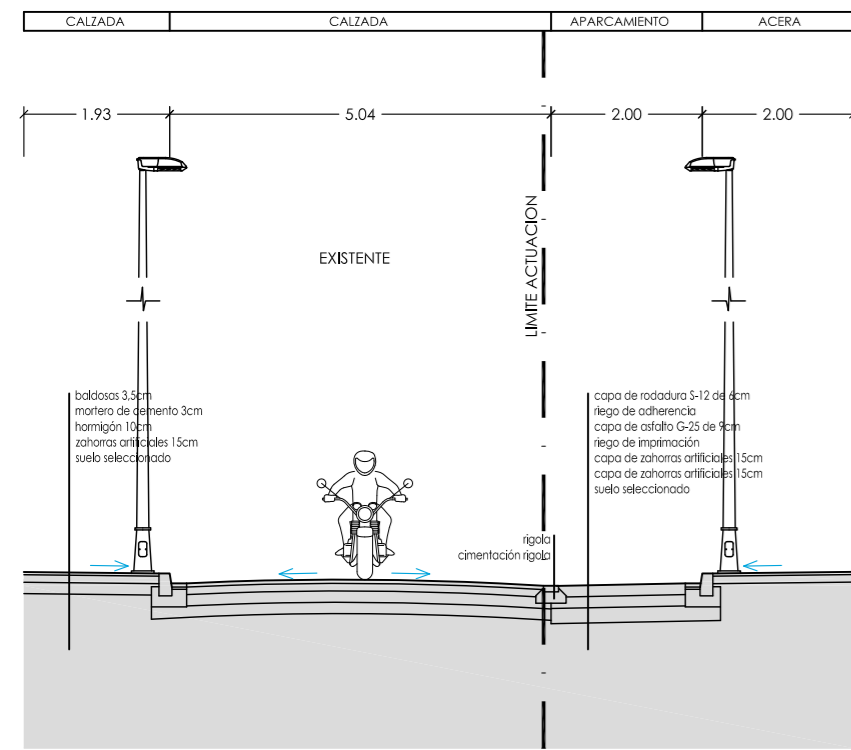 CALZADA
CALZADA
APARCAMIENTO
ACERA
1.93
5.04
2.00
2.00
EXISTENTE
LIMITE ACTUACION
baldosas 3,5cm
mortero de cemento 3cm
hormigón 10cm
zahorras artificiales 15cm
suelo seleccionado
capa de rodadura S-12 de 6cm
riego de adherencia
capa de asfalto G-25 de 9cm
riego de imprimación
capa de zahorras artificiales 15cm
capa de zahorras artificiales 15cm
suelo seleccionado
rigola
cimentación rigola